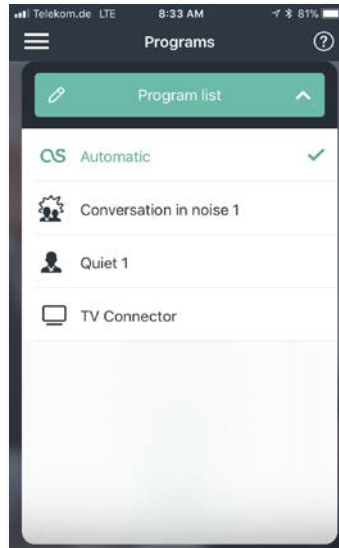 Telekom.de LTE 8:33 AM 81%
Programs ?
Program list
Automatic
Conversation in noise 1
Quiet 1
TV Connector